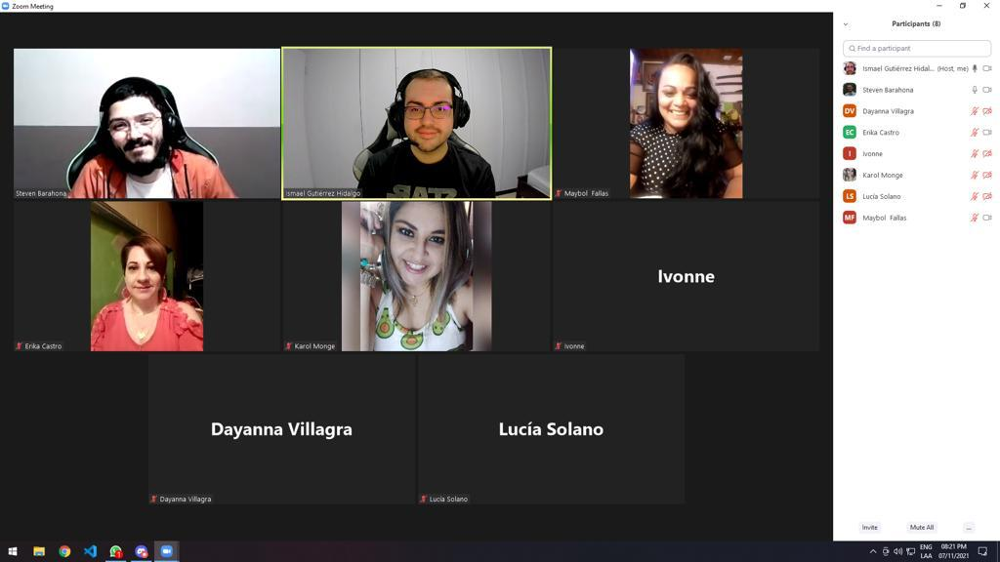 Zoom Meeting
Steven Barahona
Ismael Gutiérrez Hidalgo
Maybol Fallas
Erika Castro
Karol Monge
Ivonne
Ivonne
Dayanna Villagra
Lucía Solano
Dayanna Villagra
Lucía Solano
Participants (8)
Find a participant
Ismael Gutiérrez Hidal... (Host, me)
Steven Barahona
DV Dayanna Villagra
EC Erika Castro
I Ivonne
Karol Monge
LS Lucía Solano
MF Maybol Fallas
Invite Mute All ...
ENG 08:21 PM
LAA 07/11/2021